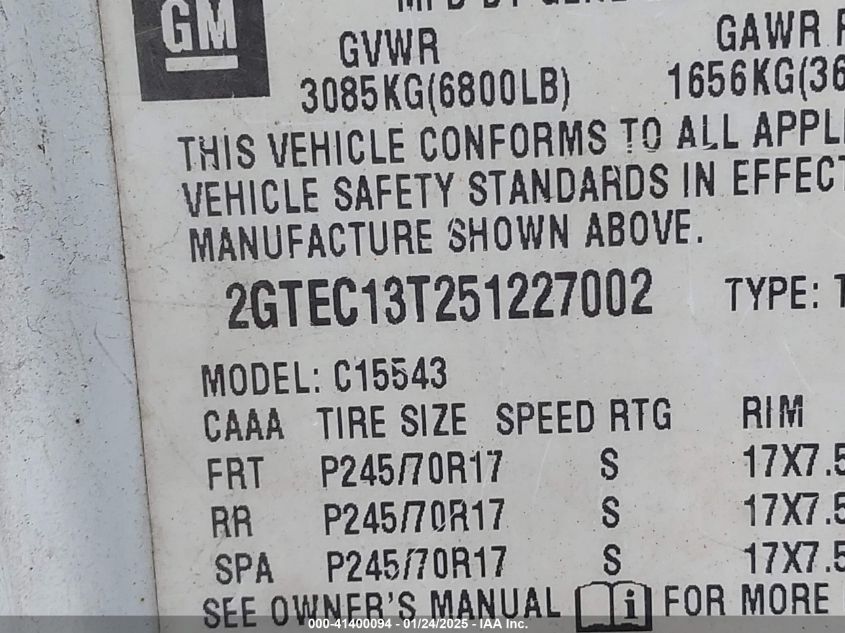 GM
GVWR GAWR
3085KG(6800LB) 1656KG(36
THIS VEHICLE CONFORMS TO ALL
VEHICLE SAFETY STANDARDS IN EFFECT
MANUFACTURE SHOWN ABOVE.
2GTEC13T251227002 TYPE: T
MODEL: C15543
CAAA TIRE SIZE SPEED RTG RIM
FRT P245/70R17 S 17X7.5
RR P245/70R17 S 17X7.5
SPA P245/70R17 S 17X7.5
SEE OWNER'S MANUAL i FOR MORE
000-41400094 - 01/24/2025 - IAA Inc.